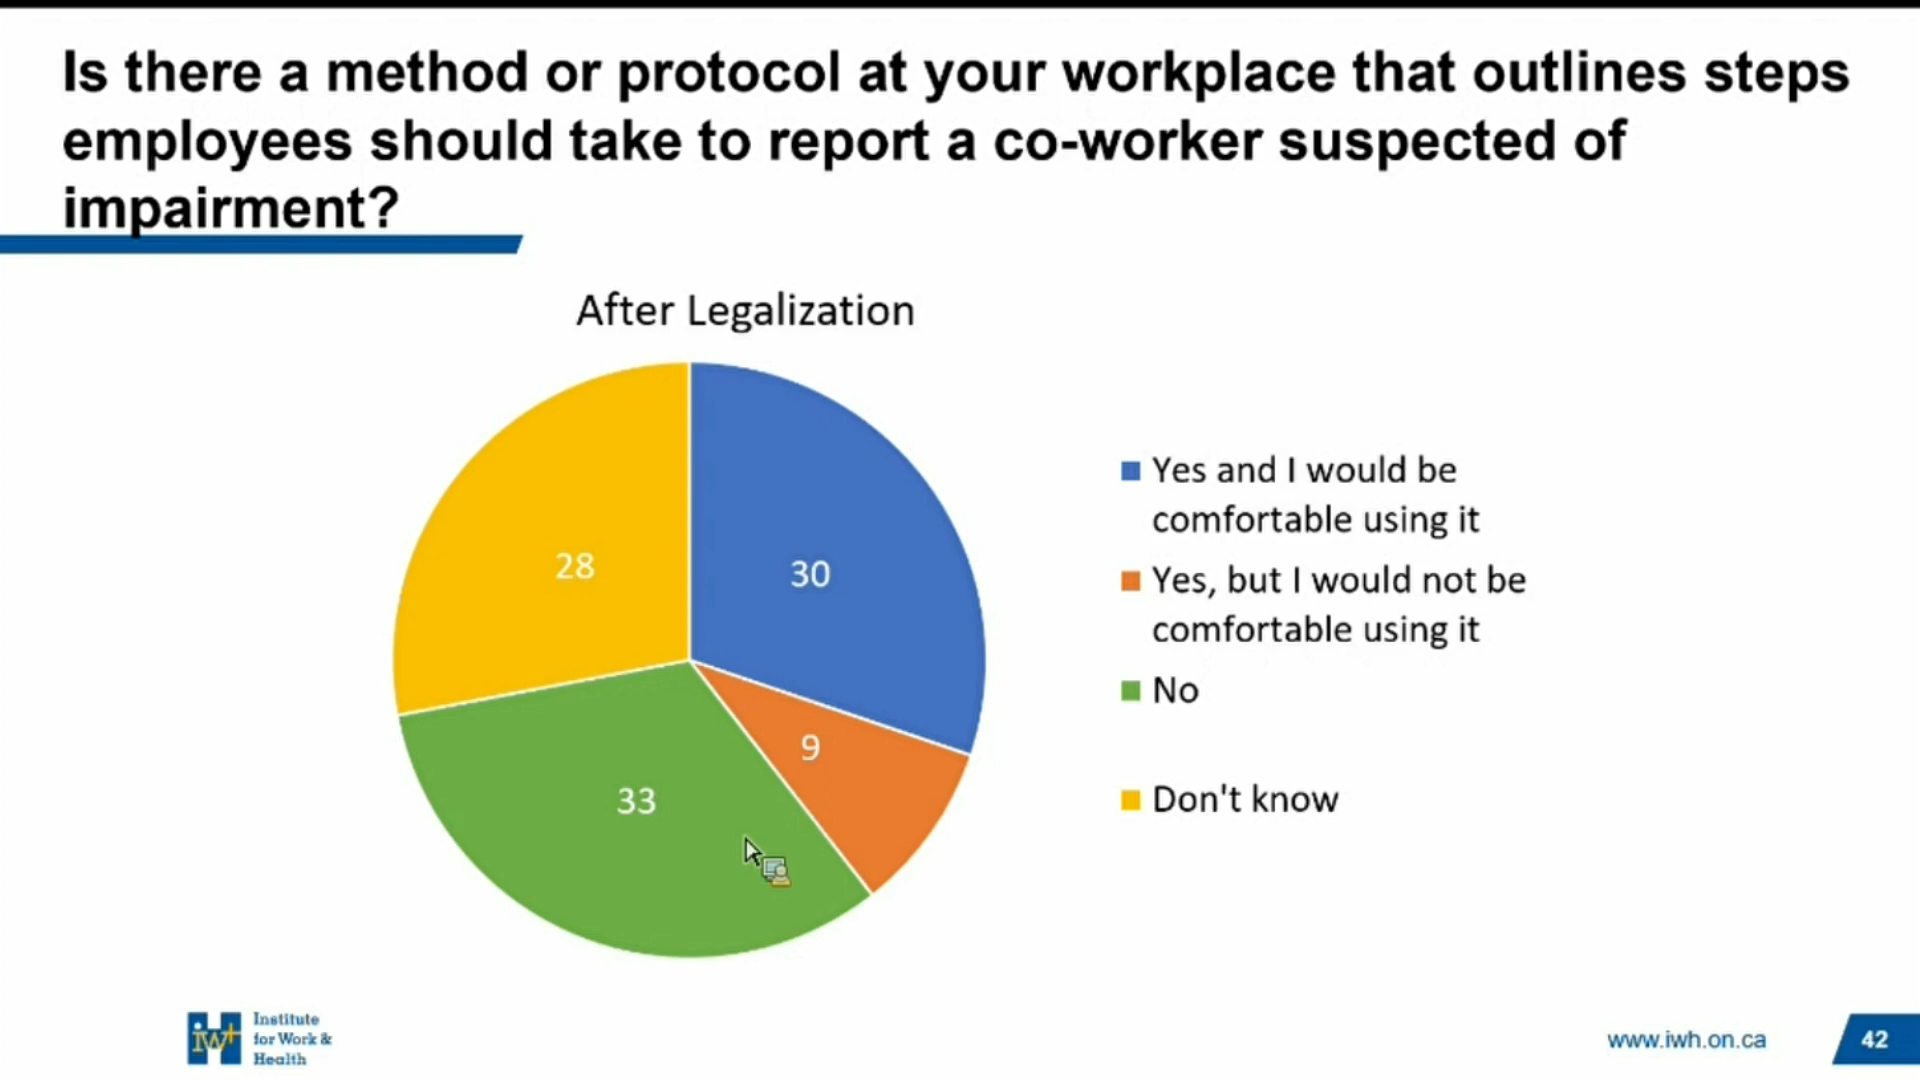 Is there a method or protocol at your workplace that outlines steps
employees should take to report a co-worker suspected of
impairment?
After Legalization
28
30
9
33
Yes and I would be
comfortable using it
Yes, but I would not be
comfortable using it
No
Don't know
iwh
Institute
for Work &
Health
www.iwh.on.ca
42